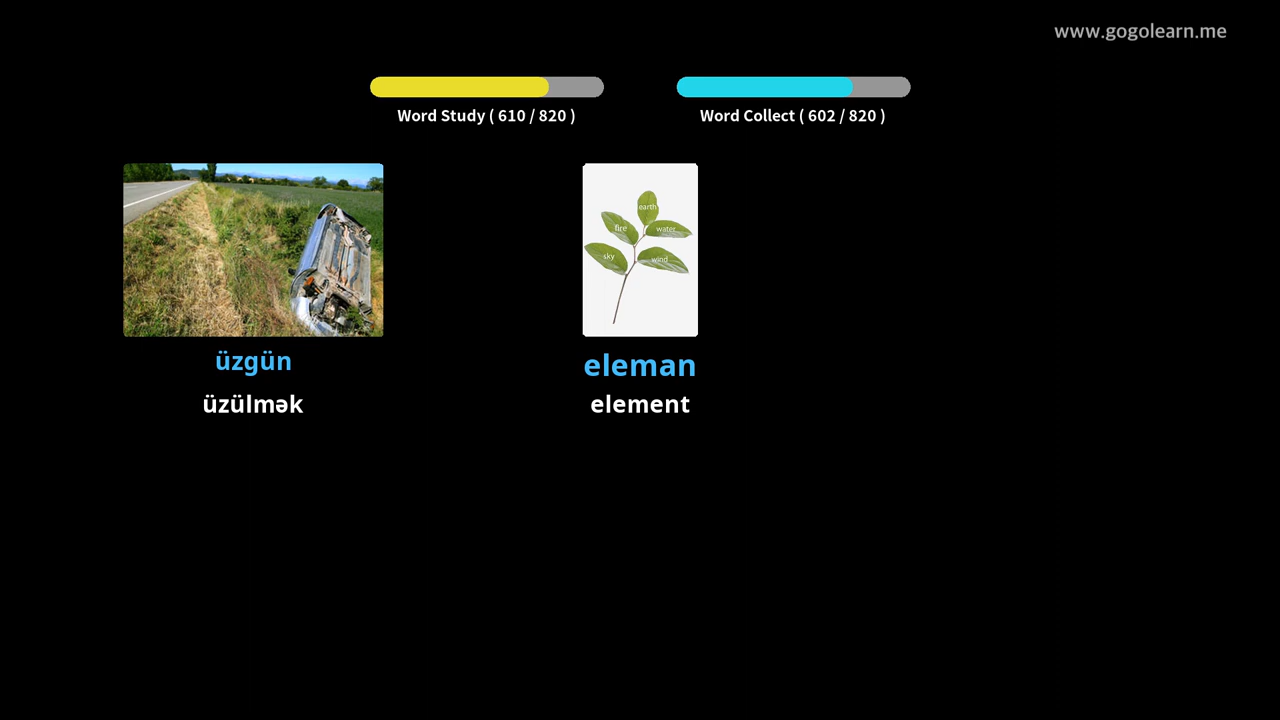 www.gogolearn.me
Word Study ( 610 / 820 )
Word Collect ( 602 / 820 )
earth
fire
water
sky
wind
üzgün
eleman
üzülmək
element